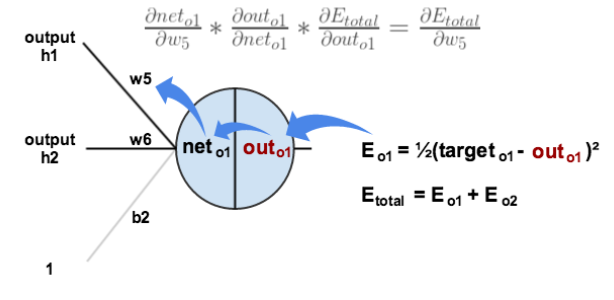 ∂net_o1/∂w5 * ∂out_o1/∂net_o1 * ∂E_total/∂out_o1 = ∂E_total/∂w5
output
h1
w5
output
h2
w6
net o1
out o1
E o1 = ½(target o1 - out o1)²
E total = E o1 + E o2
b2
1